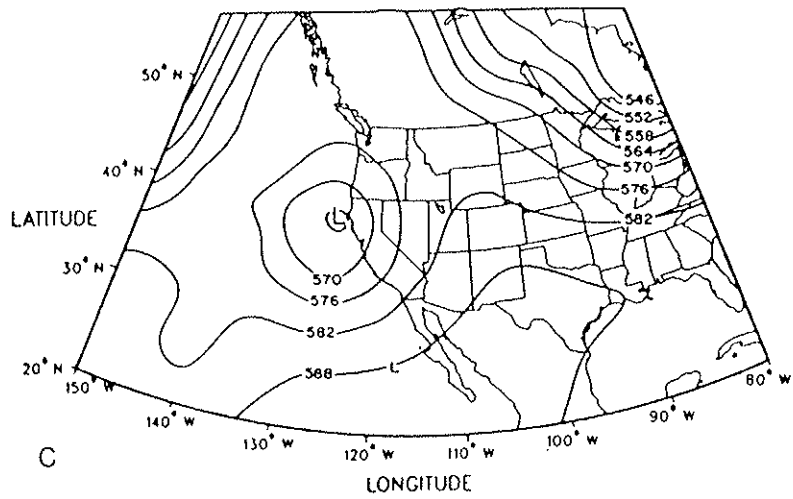 50° N
546
552
558
40° N
564
570
576
LATITUDE
L
582
30° N
570
576
582
20° N
588
L
150° W
80° W
140° W
90° W
130° W
100° W
120° W
110° W
C
LONGITUDE